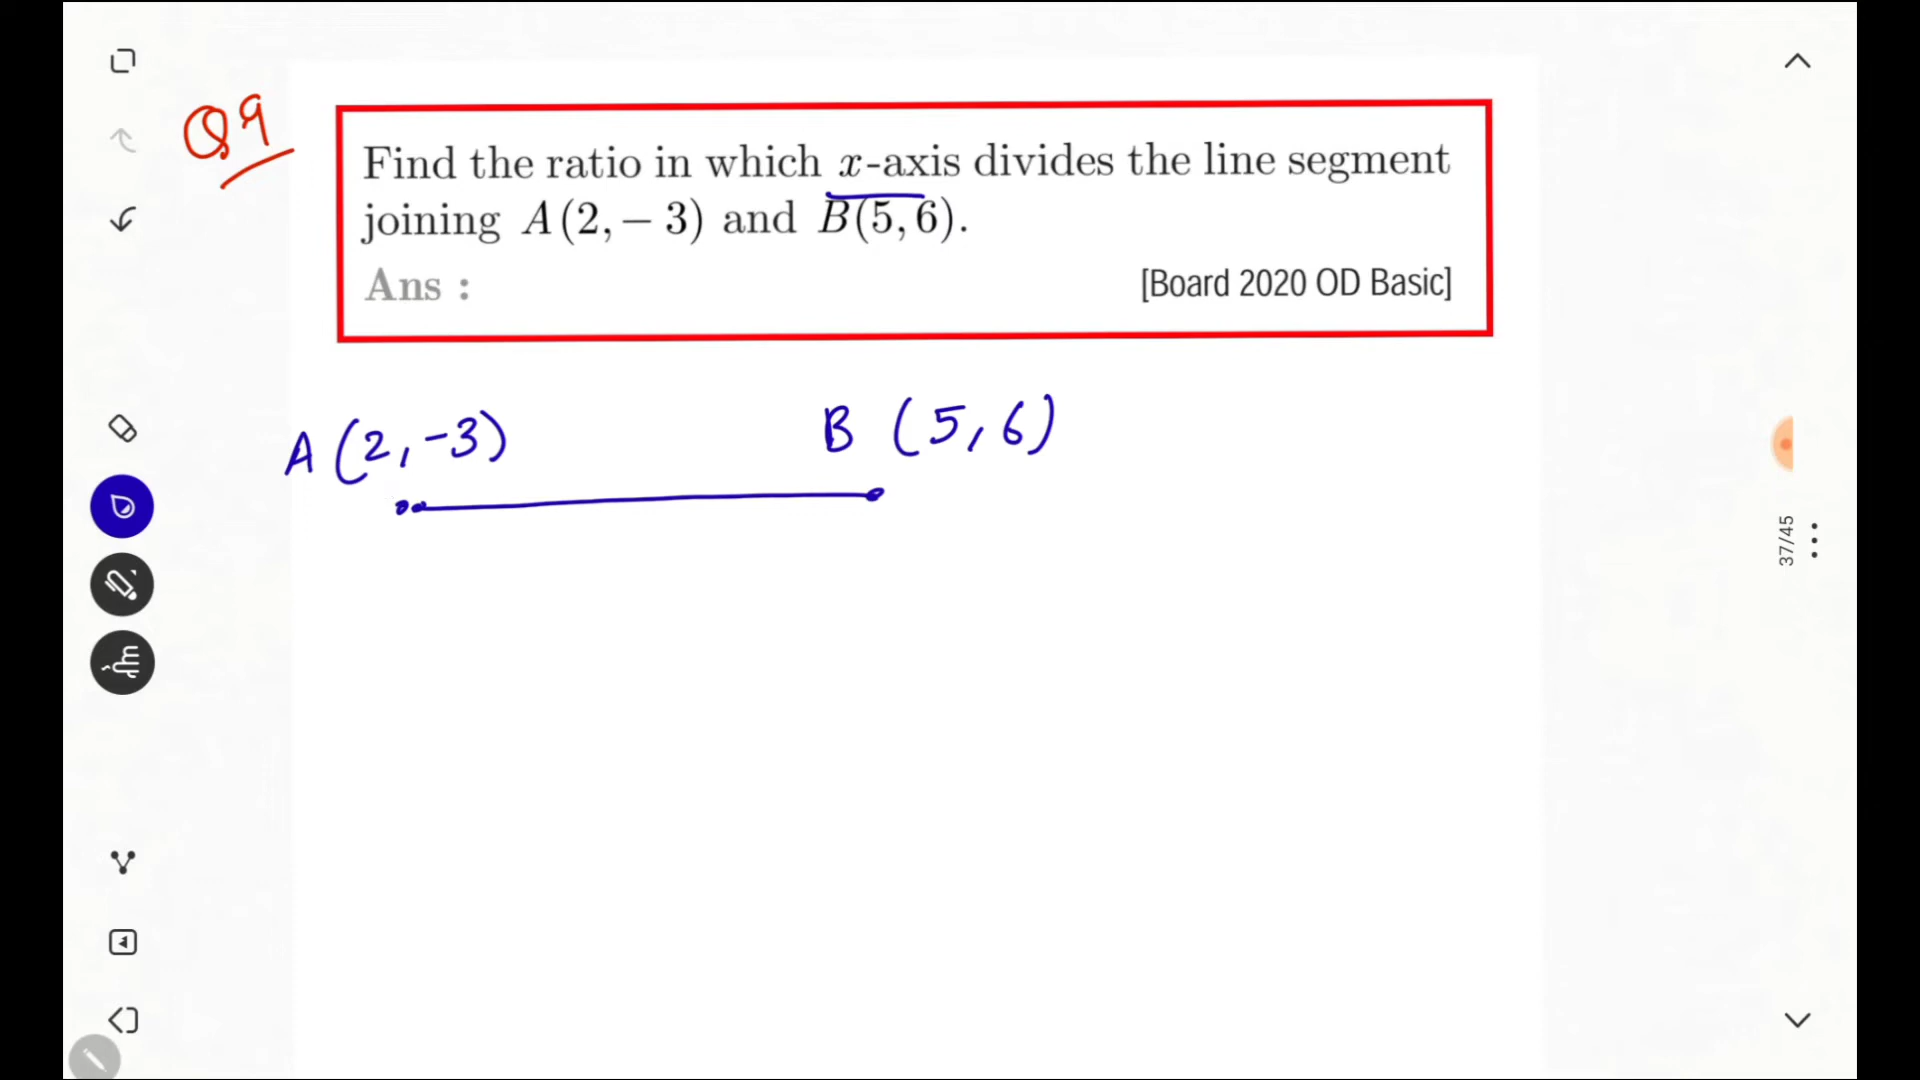 Q9
Find the ratio in which x-axis divides the line segment
joining A(2, – 3) and B(5, 6).
Ans :
[Board 2020 OD Basic]
A (2, -3)
B (5, 6)
37/45